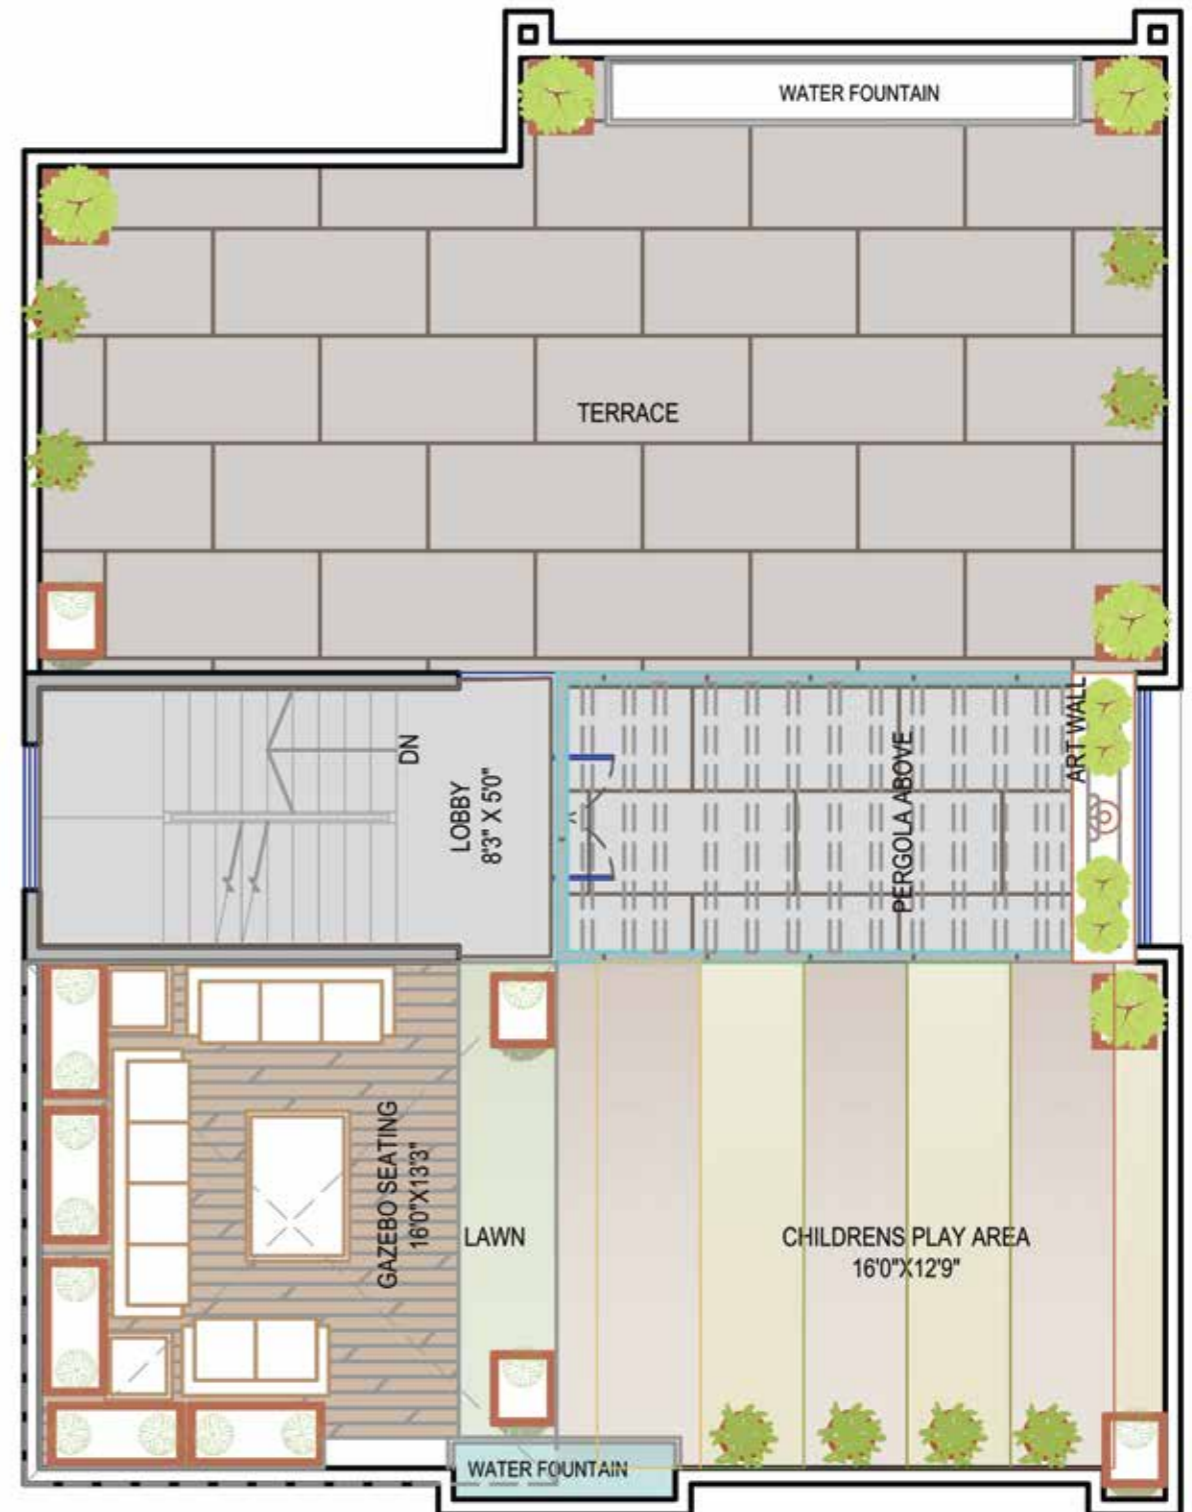 WATER FOUNTAIN
TERRACE
DN
LOBBY
8'3" X 5'0"
PERGOLA ABOVE
ART WALL
GAZEBO SEATING
16'0"X13'3"
LAWN
CHILDRENS PLAY AREA
16'0"X12'9"
WATER FOUNTAIN